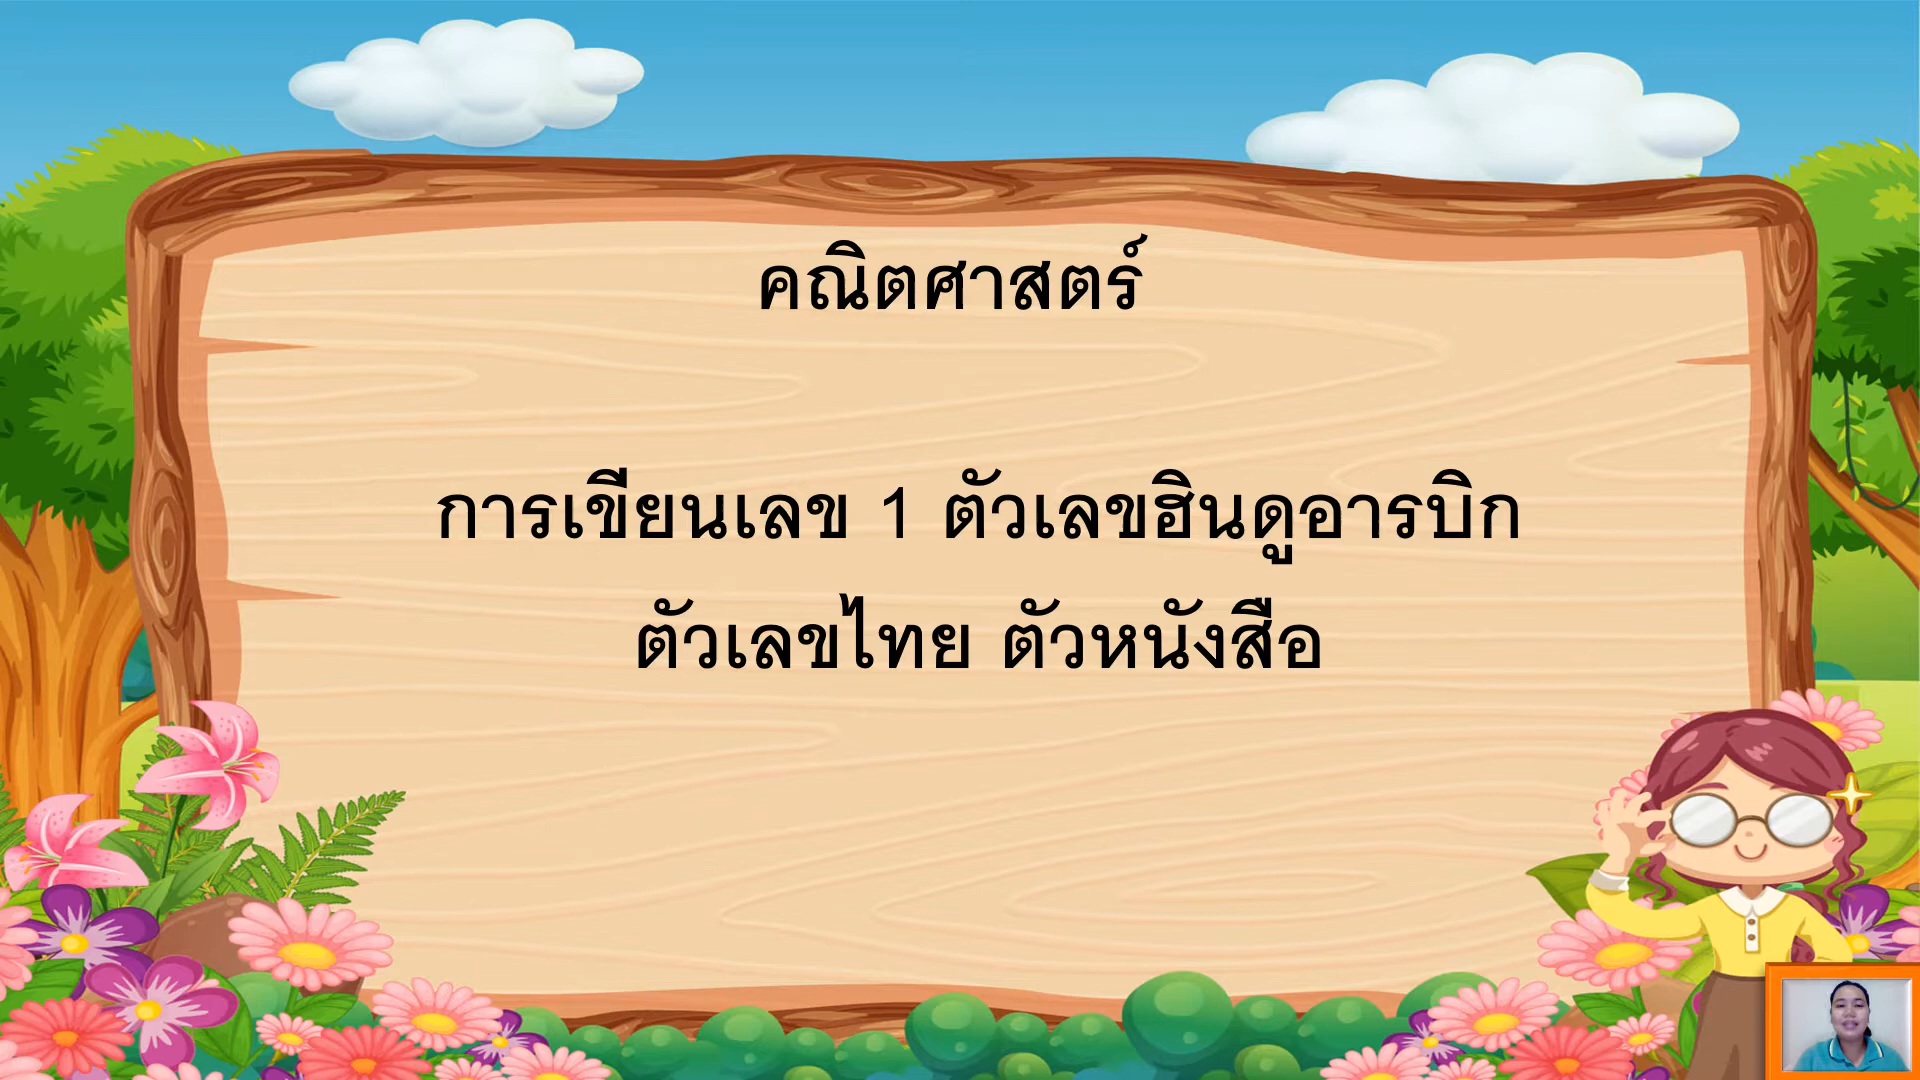 คณิตศาสตร์
การเขียนเลข 1 ตัวเลขฮินดูอารบิก
ตัวเลขไทย ตัวหนังสือ